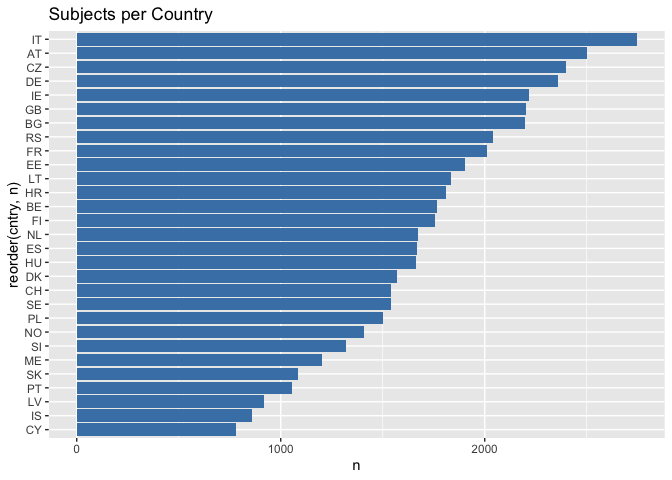 Subjects per Country
IT
AT
CZ
DE
IE
GB
BG
RS
FR
EE
LT
HR
BE
FI
NL
ES
HU
DK
CH
SE
PL
NO
SI
ME
SK
PT
LV
IS
CY
reorder(cntry, n)
0 1000 2000
n